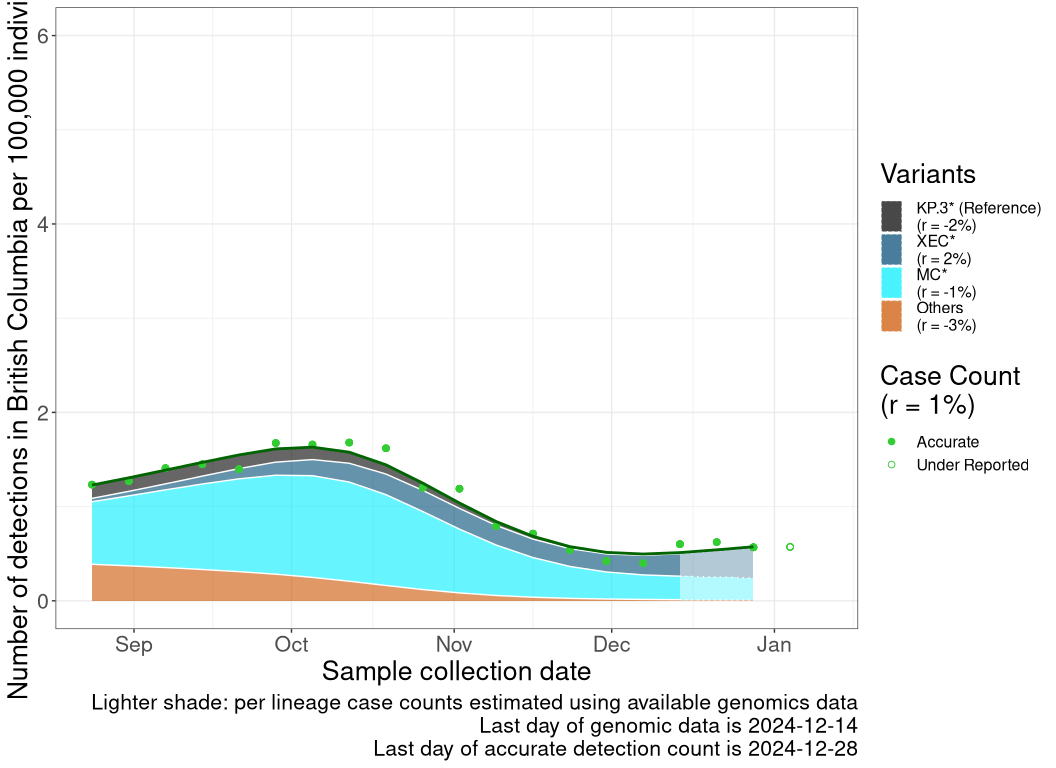 Number of detections in British Columbia per 100,000
6
4
2
0
Sep
Oct
Nov
Dec
Jan
Sample collection date
Lighter shade: per lineage case counts estimated using available genomics data
Last day of genomic data is 2024-12-14
Last day of accurate detection count is 2024-12-28
Variants
KP.3* (Reference)
(r = -2%)
XEC*
(r = 2%)
MC*
(r = -1%)
Others
(r = -3%)
Case Count
(r = 1%)
Accurate
Under Reported